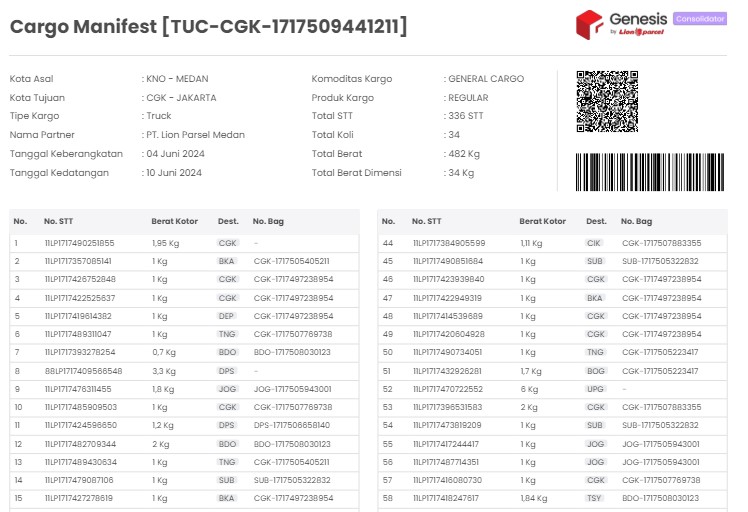 Cargo Manifest [TUC-CGK-1717509441211]
Genesis
by Lion parcel
Consolidator
Kota Asal : KNO - MEDAN
Kota Tujuan : CGK - JAKARTA
Tipe Kargo : Truck
Nama Partner : PT. Lion Parsel Medan
Tanggal Keberangkatan : 04 Juni 2024
Tanggal Kedatangan : 10 Juni 2024
Komoditas Kargo : GENERAL CARGO
Produk Kargo : REGULAR
Total STT : 336 STT
Total Koli : 34
Total Berat : 482 Kg
Total Berat Dimensi : 34 Kg
No. No. STT Berat Kotor Dest. No. Bag
1 11LP1717490251855 1,95 Kg CGK -
2 11LP1717357085141 1 Kg BKA CGK-1717505405211
3 11LP1717426752848 1 Kg CGK CGK-1717497238954
4 11LP1717422525637 1 Kg CGK CGK-1717497238954
5 11LP1717419614382 1 Kg DEP CGK-1717497238954
6 11LP1717489311047 1 Kg TNG CGK-1717507769738
7 11LP1717393278254 0,7 Kg BDO BDO-1717508030123
8 88LP1717409566548 3,3 Kg DPS -
9 11LP1717476311455 1,8 Kg JOG JOG-1717505943001
10 11LP1717485909503 1 Kg CGK CGK-1717507769738
11 11LP1717424596650 1,2 Kg DPS DPS-1717506658140
12 11LP1717482709344 2 Kg BDO BDO-1717508030123
13 11LP1717489430634 1 Kg TNG CGK-1717505405211
14 11LP1717479087106 1 Kg SUB SUB-1717505322832
15 11LP1717427278619 1 Kg BKA CGK-1717497238954
No. No. STT Berat Kotor Dest. No. Bag
44 11LP1717384905599 1,11 Kg CIK CGK-1717507883355
45 11LP1717490851684 1 Kg SUB SUB-1717505322832
46 11LP1717423939840 1 Kg CGK CGK-1717497238954
47 11LP1717422949319 1 Kg BKA CGK-1717497238954
48 11LP1717414539689 1 Kg CGK CGK-1717497238954
49 11LP1717420604928 1 Kg CGK CGK-1717497238954
50 11LP1717490734051 1 Kg TNG CGK-1717505223417
51 11LP1717432926281 1,7 Kg BOG CGK-1717505223417
52 11LP1717470722552 6 Kg UPG -
53 11LP1717396531583 2 Kg CGK CGK-1717507883355
54 11LP1717473819209 1 Kg SUB SUB-1717505322832
55 11LP1717417244417 1 Kg JOG JOG-1717505943001
56 11LP1717487714351 1 Kg JOG JOG-1717505943001
57 11LP1717416080730 1 Kg CGK CGK-1717507769738
58 11LP1717418247617 1,84 Kg TSY BDO-1717508030123